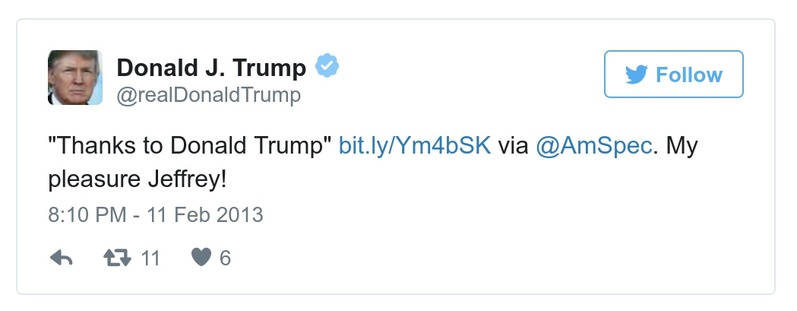 Donald J. Trump
@realDonaldTrump
Follow
"Thanks to Donald Trump" bit.ly/Ym4bSK via @AmSpec. My
pleasure Jeffrey!
8:10 PM - 11 Feb 2013
11 6